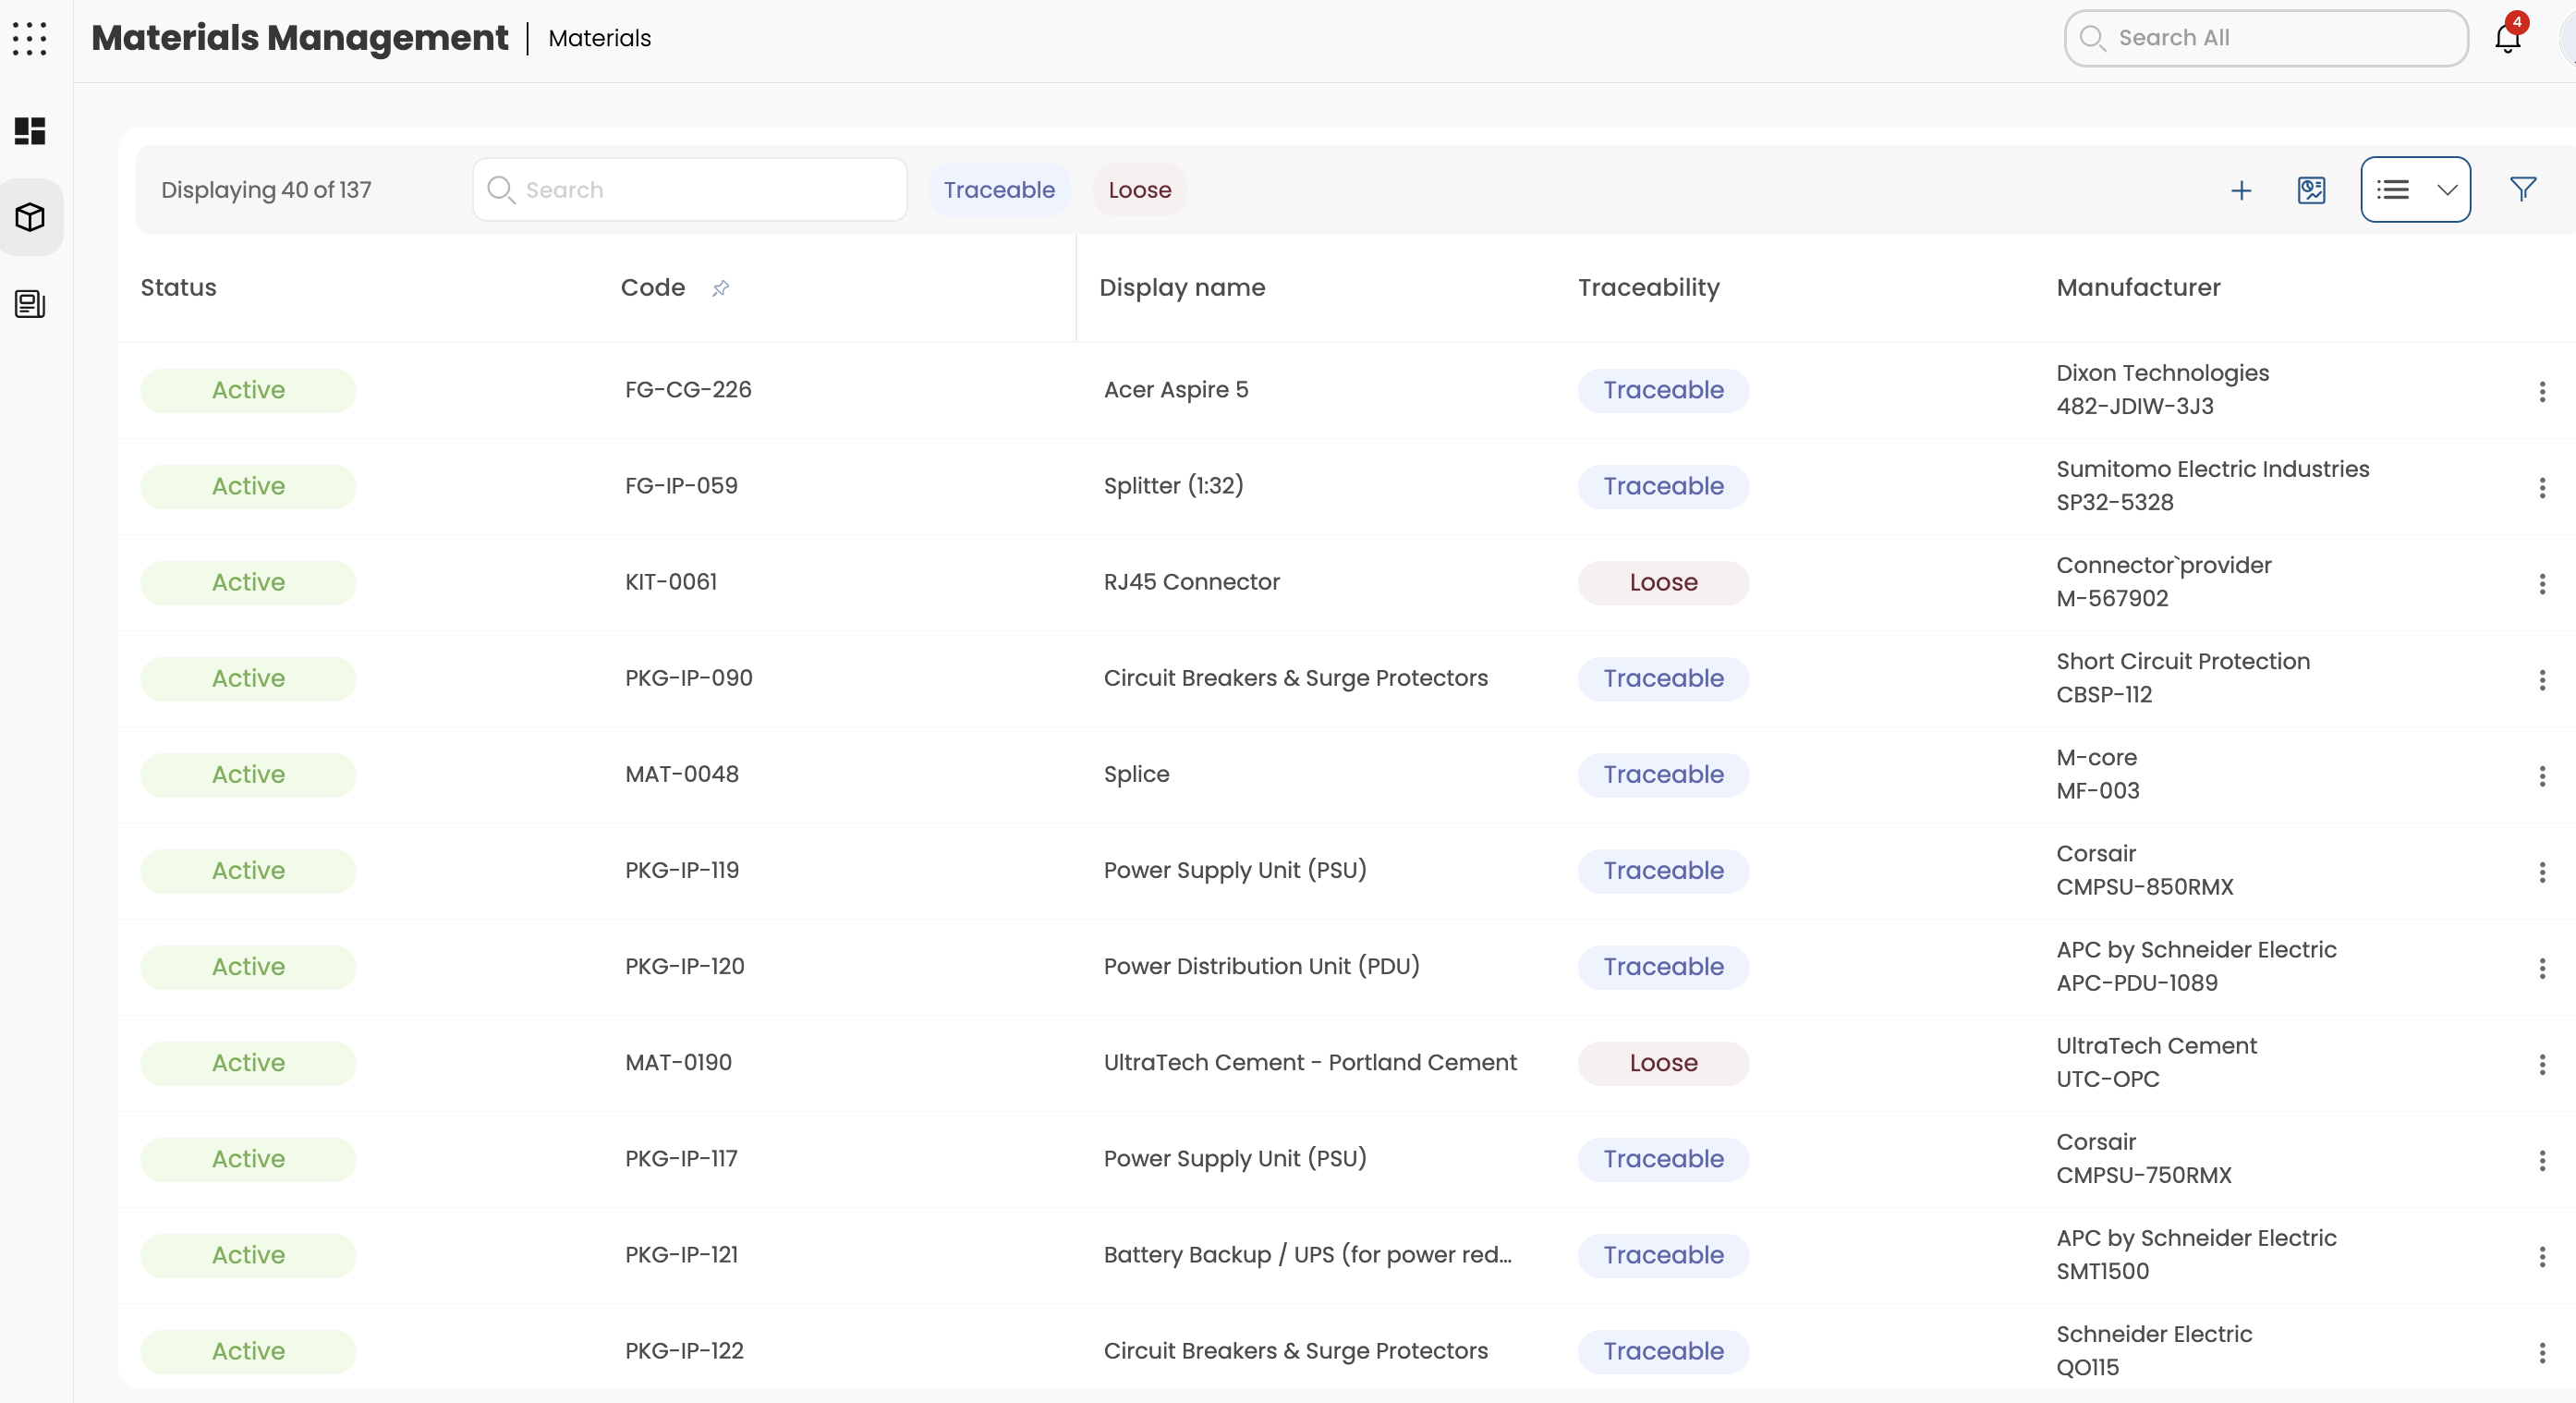 Materials Management | Materials
Search All
4
Displaying 40 of 137
Search
Traceable
Loose
Status
Code
Display name
Traceability
Manufacturer
Active
FG-CG-226
Acer Aspire 5
Traceable
Dixon Technologies
482-JDIW-3J3
Active
FG-IP-059
Splitter (1:32)
Traceable
Sumitomo Electric Industries
SP32-5328
Active
KIT-0061
RJ45 Connector
Loose
Connector`provider
M-567902
Active
PKG-IP-090
Circuit Breakers & Surge Protectors
Traceable
Short Circuit Protection
CBSP-112
Active
MAT-0048
Splice
Traceable
M-core
MF-003
Active
PKG-IP-119
Power Supply Unit (PSU)
Traceable
Corsair
CMPSU-850RMX
Active
PKG-IP-120
Power Distribution Unit (PDU)
Traceable
APC by Schneider Electric
APC-PDU-1089
Active
MAT-0190
UltraTech Cement - Portland Cement
Loose
UltraTech Cement
UTC-OPC
Active
PKG-IP-117
Power Supply Unit (PSU)
Traceable
Corsair
CMPSU-750RMX
Active
PKG-IP-121
Battery Backup / UPS (for power red...
Traceable
APC by Schneider Electric
SMT1500
Active
PKG-IP-122
Circuit Breakers & Surge Protectors
Traceable
Schneider Electric
QO115